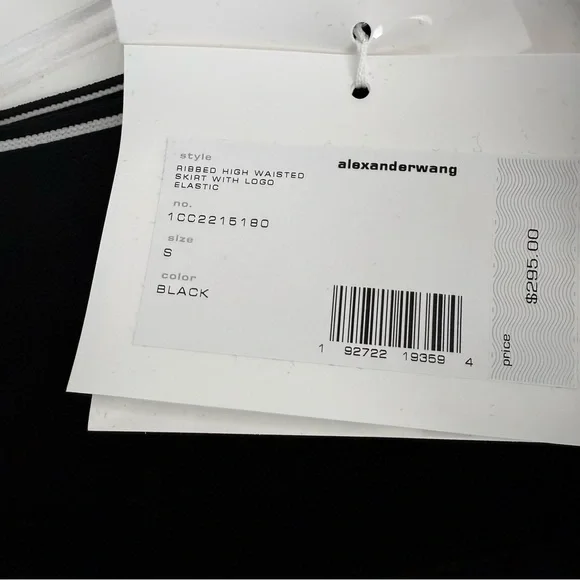 style
RIBBED HIGH WAISTED
SKIRT WITH LOGO
ELASTIC
no.
1CC2215180
size
S
color
BLACK
alexanderwang
1 92722 19359 4
price $295.00